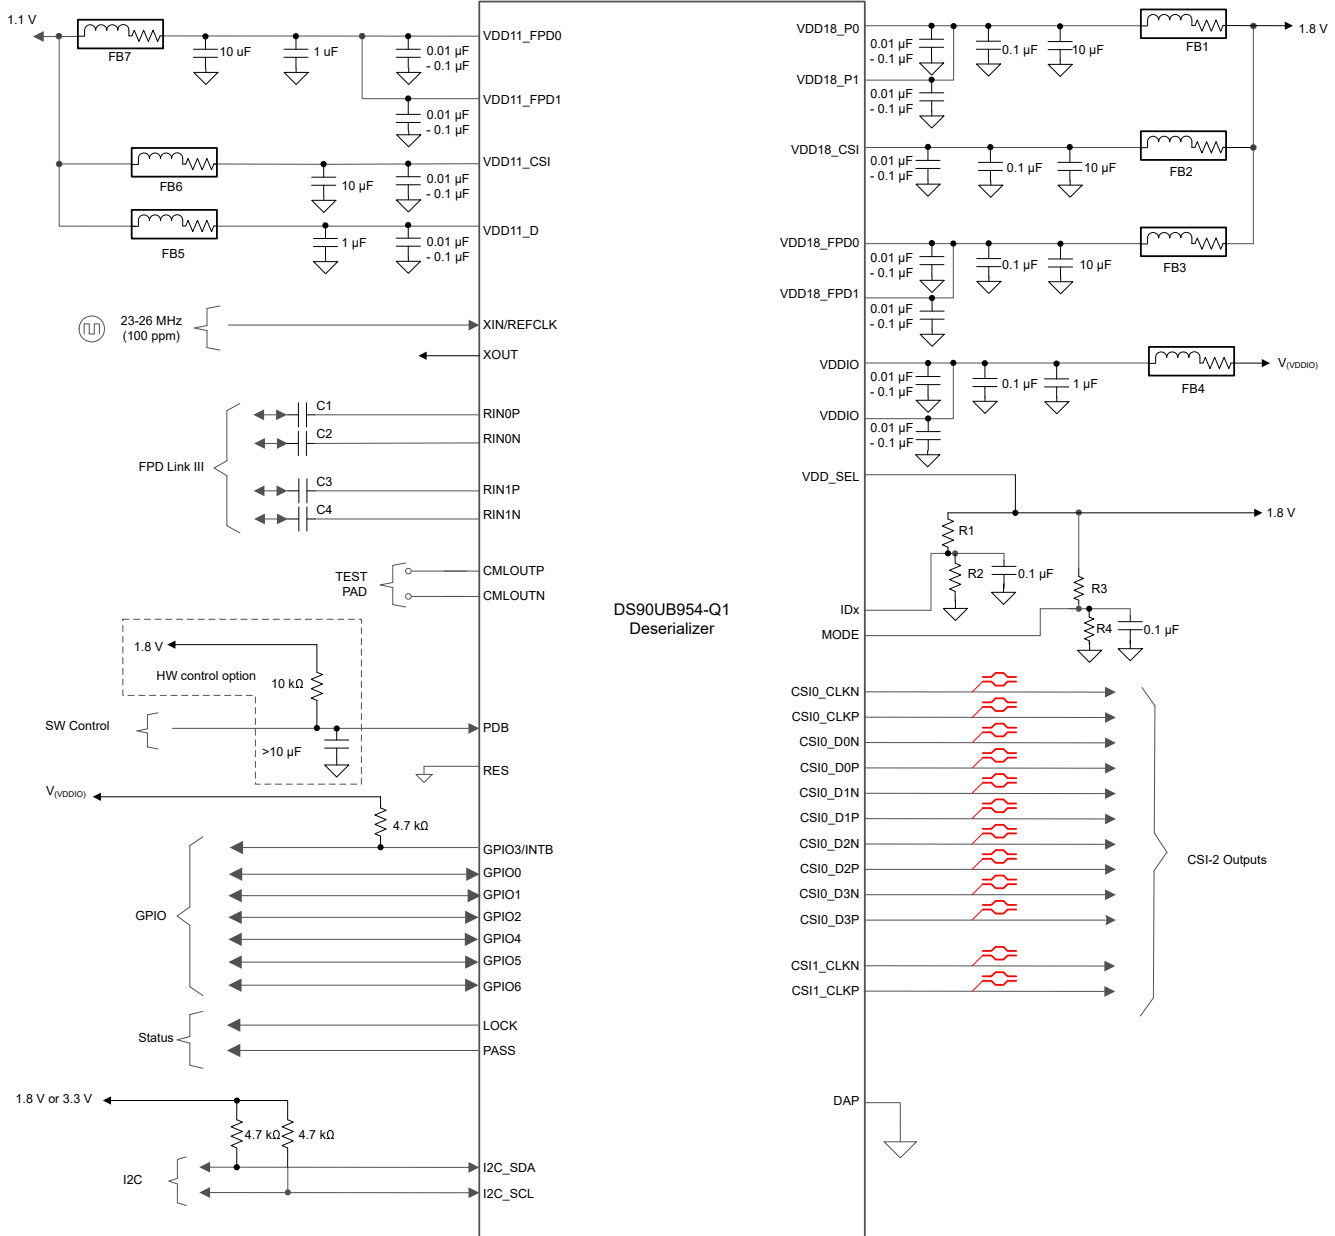 1.1 V
FB7
10 uF
1 uF
0.01 µF
- 0.1 µF
VDD11_FPD0
0.01 µF
- 0.1 µF
VDD11_FPD1
FB6
10 µF
0.01 µF
- 0.1 µF
VDD11_CSI
FB5
1 µF
0.01 µF
- 0.1 µF
VDD11_D
23-26 MHz
(100 ppm)
XIN/REFCLK
XOUT
FPD Link III
C1
RIN0P
C2
RIN0N
C3
RIN1P
C4
RIN1N
TEST
PAD
CMLOUTP
CMLOUTN
1.8 V
HW control option
10 kΩ
SW Control
>10 µF
PDB
RES
V(VDDIO)
4.7 kΩ
GPIO
GPIO3/INTB
GPIO0
GPIO1
GPIO2
GPIO4
GPIO5
GPIO6
Status
LOCK
PASS
1.8 V or 3.3 V
4.7 kΩ
4.7 kΩ
I2C
I2C_SDA
I2C_SCL
DS90UB954-Q1
Deserializer
VDD18_P0
0.01 µF
- 0.1 µF
0.1 µF
10 µF
FB1
1.8 V
VDD18_P1
0.01 µF
- 0.1 µF
VDD18_CSI
0.01 µF
- 0.1 µF
0.1 µF
10 µF
FB2
VDD18_FPD0
0.01 µF
- 0.1 µF
0.1 µF
10 µF
FB3
VDD18_FPD1
0.01 µF
- 0.1 µF
VDDIO
0.01 µF
- 0.1 µF
0.1 µF
1 µF
FB4
V(VDDIO)
VDDIO
0.01 µF
- 0.1 µF
VDD_SEL
1.8 V
R1
R2
0.1 µF
R3
IDx
MODE
R4
0.1 µF
CSI0_CLKN
CSI0_CLKP
CSI0_D0N
CSI0_D0P
CSI0_D1N
CSI0_D1P
CSI0_D2N
CSI0_D2P
CSI0_D3N
CSI0_D3P
CSI1_CLKN
CSI1_CLKP
CSI-2 Outputs
DAP